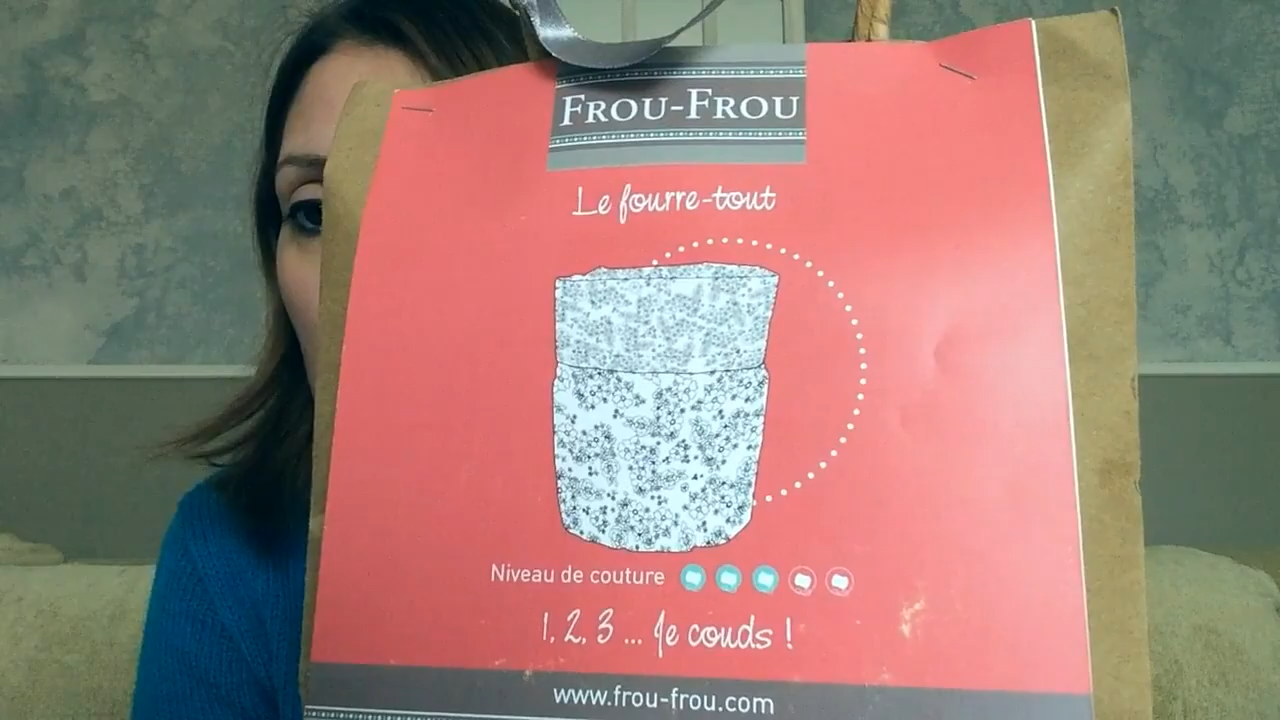 FROU-FROU
Le fourre-tout
Niveau de couture
1, 2, 3 ... Je couds !
www.frou-frou.com